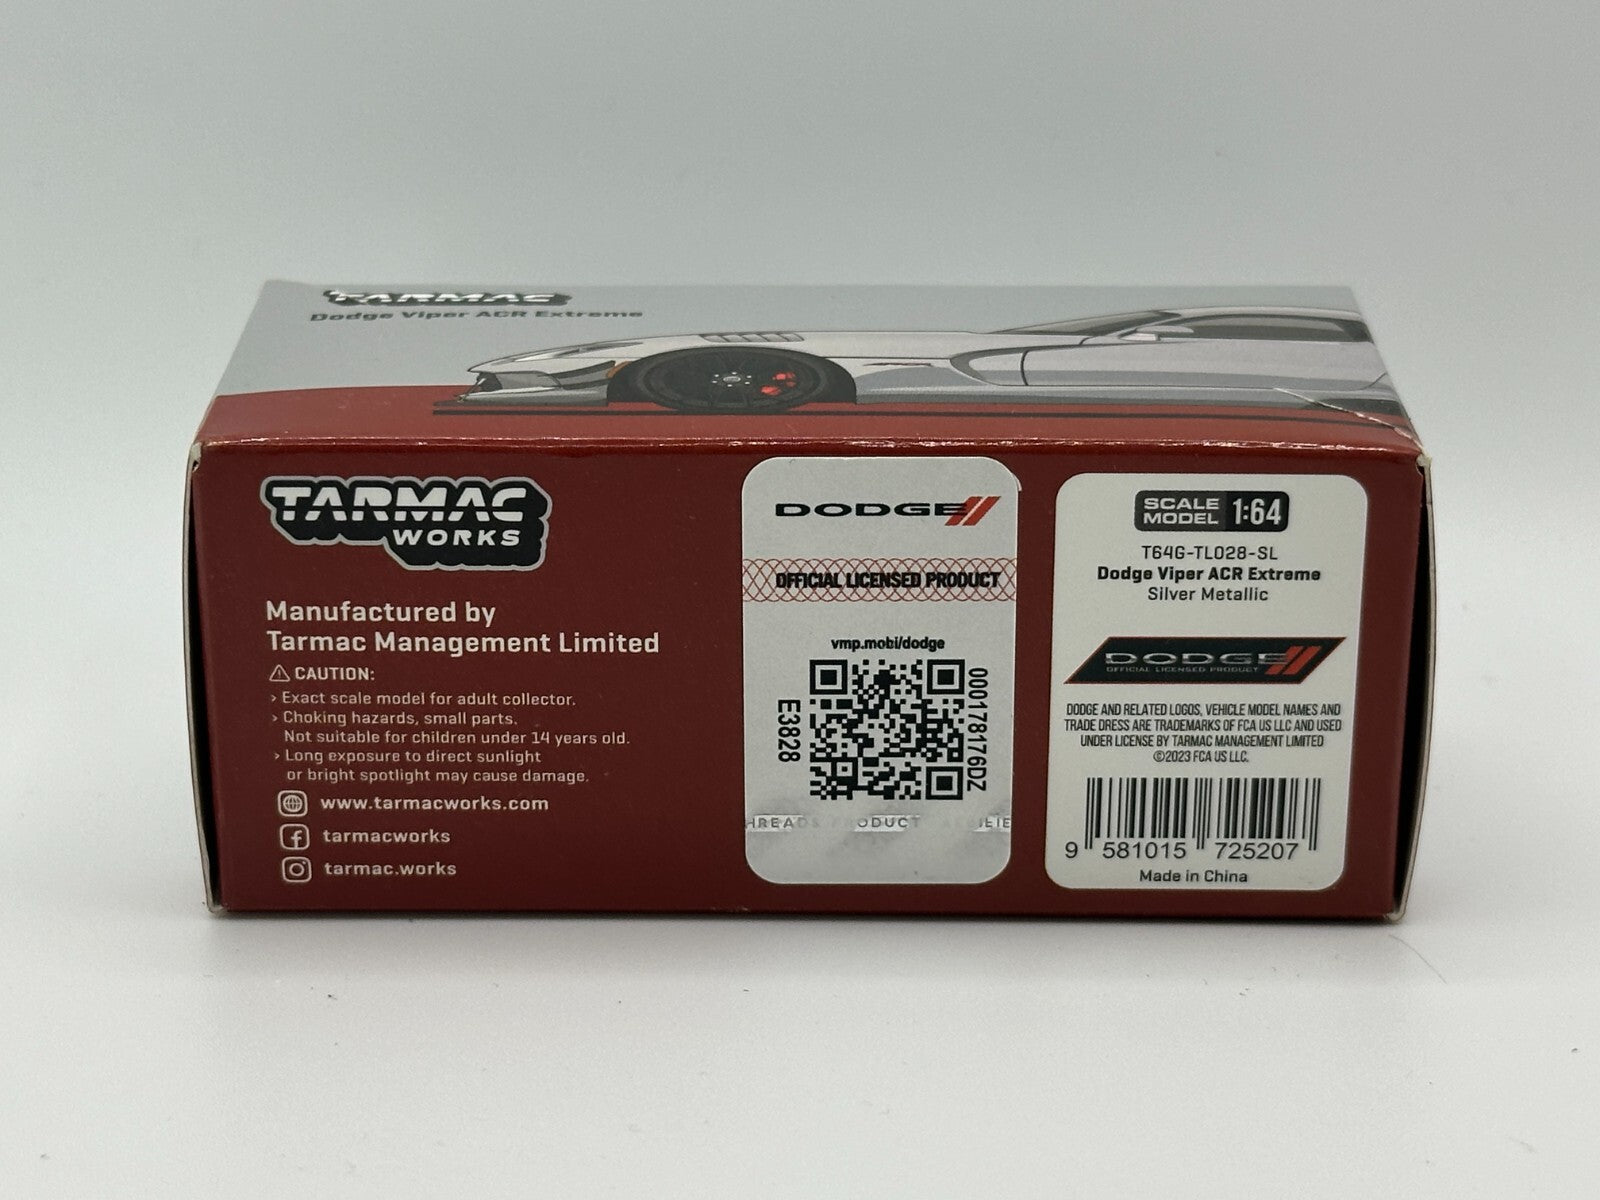 TARMAC
Dodge Viper ACR Extreme
TARMAC
WORKS
Manufactured by
Tarmac Management Limited
CAUTION:
> Exact scale model for adult collector.
> Choking hazards, small parts.
Not suitable for children under 14 years old.
> Long exposure to direct sunlight
or bright spotlight may cause damage.
www.tarmacworks.com
tarmacworks
tarmac.works
DODGE
OFFICIAL LICENSED PRODUCT
vmp.mobi/dodge
E3828
000178176DZ
PRODUCT
SCALE
MODEL 1:64
T64G-TL028-SL
Dodge Viper ACR Extreme
Silver Metallic
DODGE
OFFICIAL LICENSED PRODUCT
DODGE AND RELATED LOGOS, VEHICLE MODEL NAMES AND
TRADE DRESS ARE TRADEMARKS OF FCA US LLC AND USED
UNDER LICENSE BY TARMAC MANAGEMENT LIMITED
©2023 FCA US LLC.
9 581015 725207
Made in China